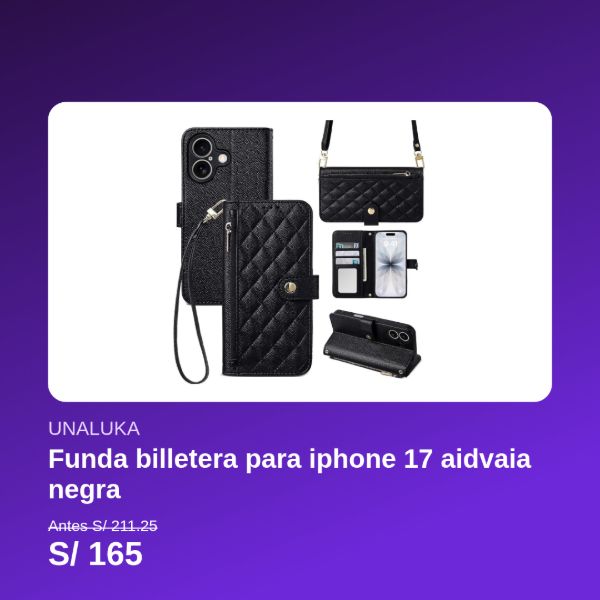 UNALUKA
Funda billetera para iphone 17 aidvaia
negra
Antes S/ 211.25
S/ 165